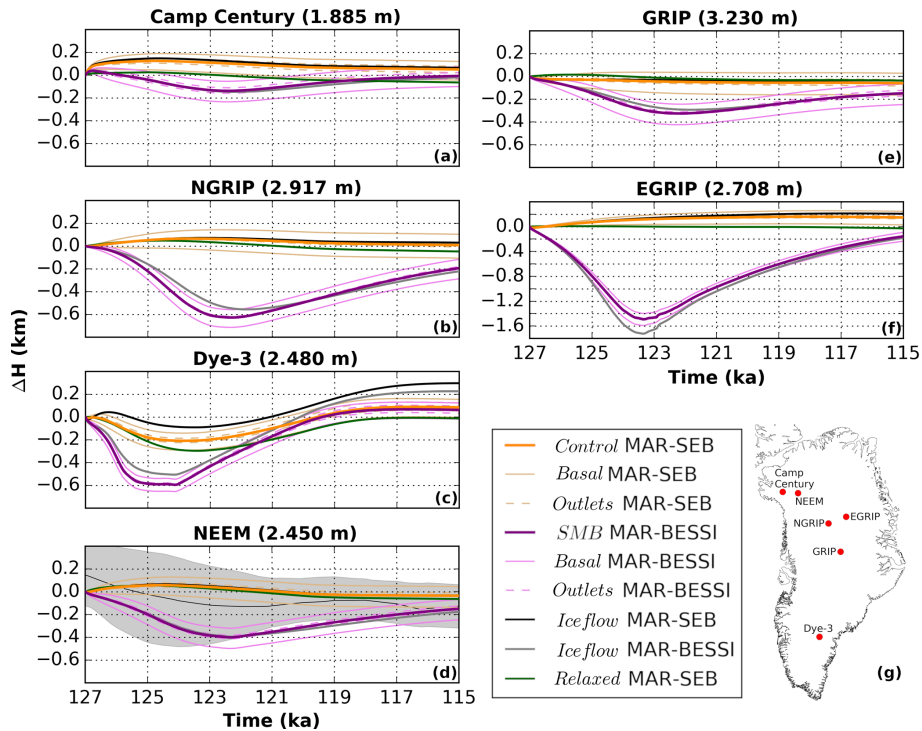 Camp Century (1.885 m)
0.2
0.0
−0.2
−0.4
−0.6
(a)
NGRIP (2.917 m)
0.2
0.0
−0.2
−0.4
−0.6
(b)
Dye-3 (2.480 m)
0.2
0.0
−0.2
−0.4
−0.6
(c)
NEEM (2.450 m)
0.2
0.0
−0.2
−0.4
−0.6
(d)
127 125 123 121 119 117 115
Time (ka)
ΔH (km)
GRIP (3.230 m)
0.2
0.0
−0.2
−0.4
−0.6
(e)
EGRIP (2.708 m)
0.0
−0.4
−0.8
−1.2
−1.6
(f)
127 125 123 121 119 117 115
Time (ka)
Control MAR-SEB
Basal MAR-SEB
Outlets MAR-SEB
SMB MAR-BESSI
Basal MAR-BESSI
Outlets MAR-BESSI
Iceflow MAR-SEB
Iceflow MAR-BESSI
Relaxed MAR-SEB
Camp
Century
NEEM
NGRIP
EGRIP
GRIP
Dye-3
(g)